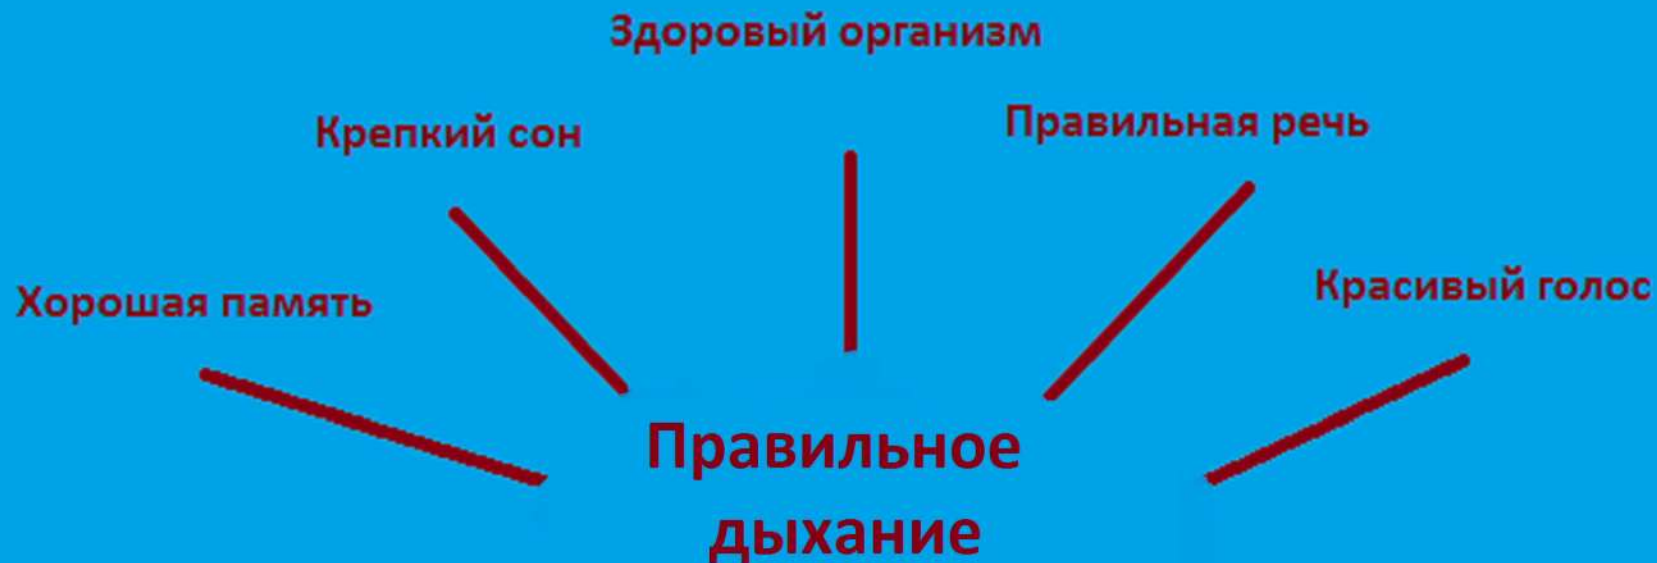 Здоровый организм
Крепкий сон
Правильная речь
Хорошая память
Красивый голос
Правильное
дыхание